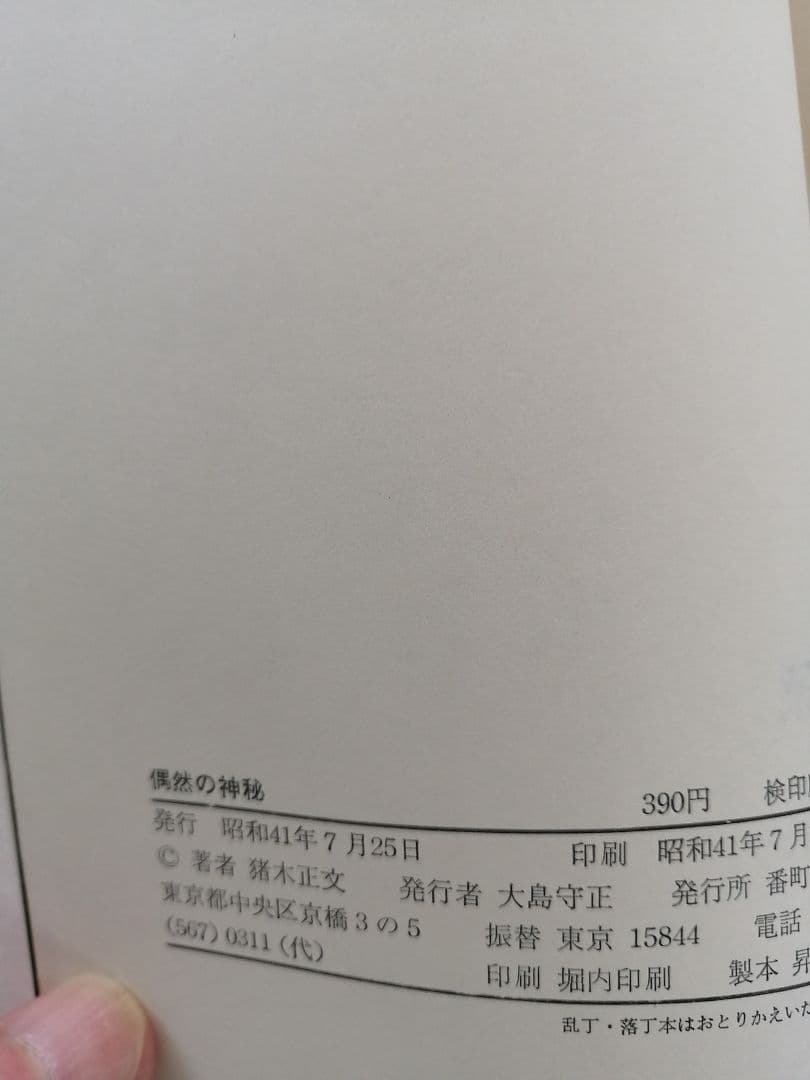 偶然の神秘 390円 検印
発行 昭和41年7月25日 印刷 昭和41年7月
© 著者 猪木正文 発行者 大島守正 発行所 番町
東京都中央区京橋3の5 振替 東京 15844 電話
(567) 0311 (代) 印刷 堀内印刷 製本 昇
乱丁・落丁本はおとりかえいた